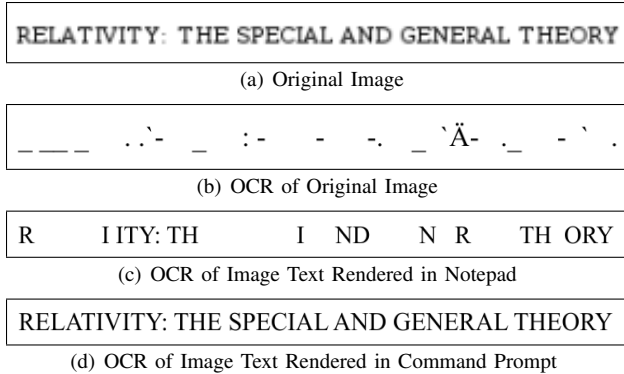 RELATIVITY: THE SPECIAL AND GENERAL THEORY
(a) Original Image
_ __ _ . .`- _ : - - -. _ `Ä- ._ - ` .
(b) OCR of Original Image
R I ITY: TH I ND N R TH ORY
(c) OCR of Image Text Rendered in Notepad
RELATIVITY: THE SPECIAL AND GENERAL THEORY
(d) OCR of Image Text Rendered in Command Prompt